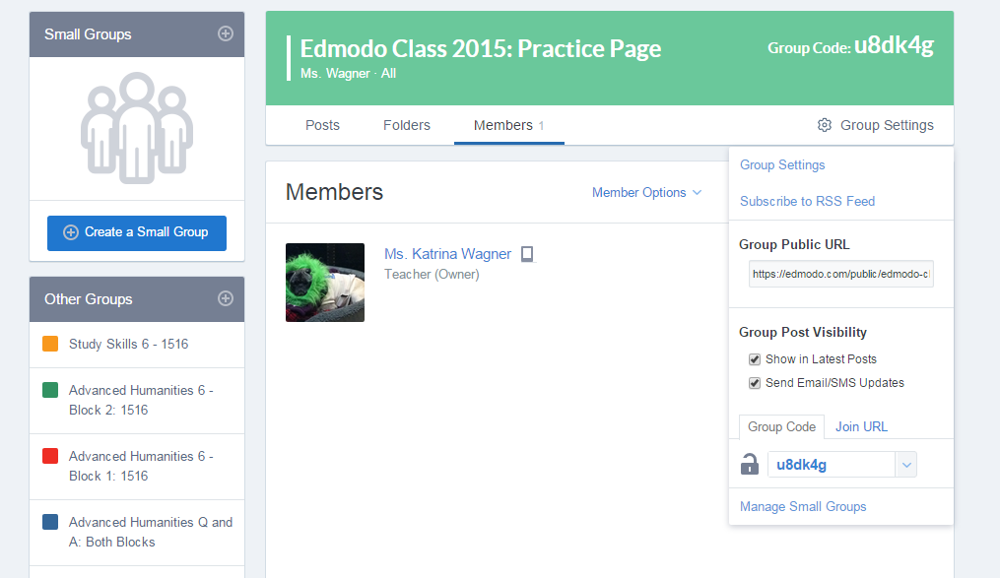 Small Groups
Create a Small Group
Other Groups
Study Skills 6 - 1516
Advanced Humanities 6 -
Block 2: 1516
Advanced Humanities 6 -
Block 1: 1516
Advanced Humanities Q and
A: Both Blocks
Edmodo Class 2015: Practice Page
Ms. Wagner · All
Group Code: u8dk4g
Posts
Folders
Members 1
Group Settings
Members
Member Options
Ms. Katrina Wagner
Teacher (Owner)
Group Settings
Subscribe to RSS Feed
Group Public URL
https://edmodo.com/public/edmodo-c
Group Post Visibility
Show in Latest Posts
Send Email/SMS Updates
Group Code
Join URL
u8dk4g
Manage Small Groups